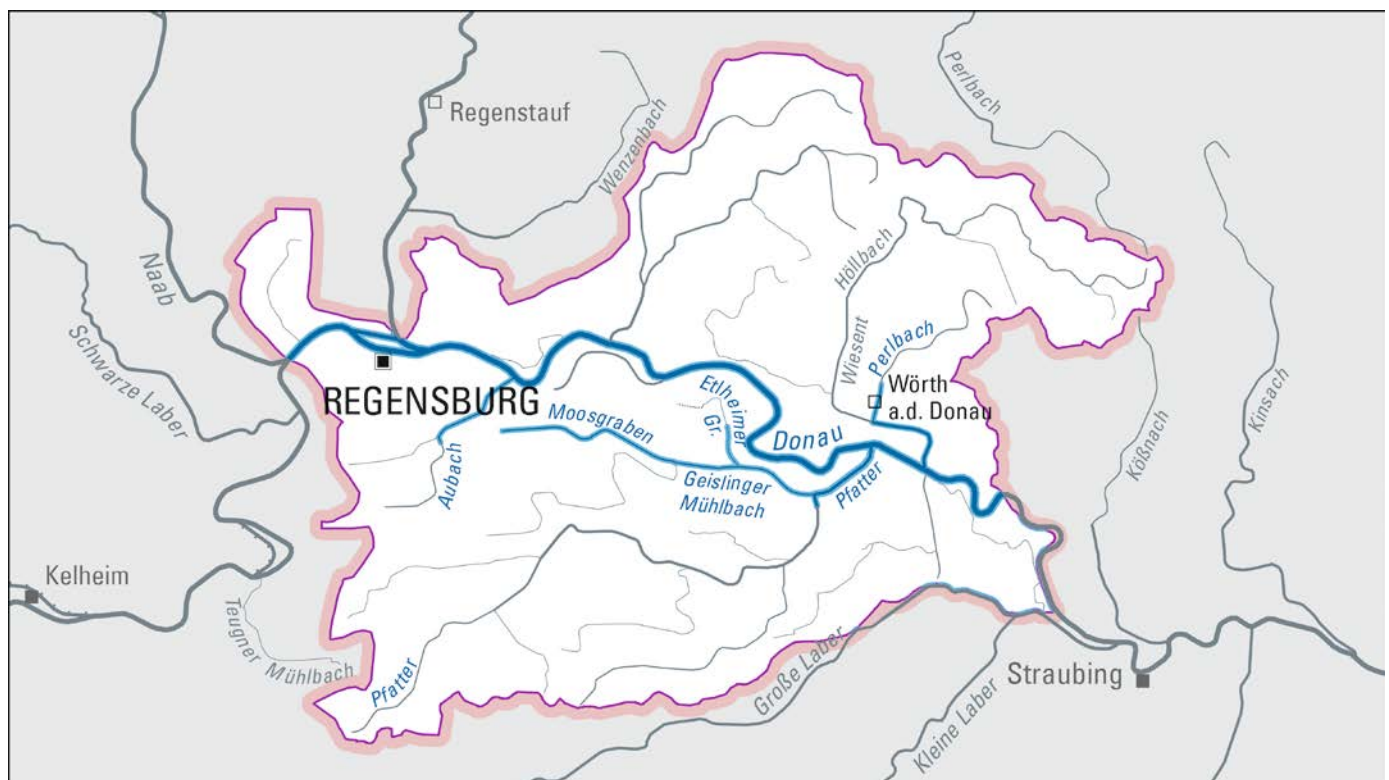 Perlbach
Regenstauf
Wenzenbach
Naab
Höllbach
Schwarze Laber
Wiesent
Perlbach
Kinsach
REGENSBURG
Etlheimer
Gr.
Wörth
a.d. Donau
Moosgraben
Donau
Kößnach
Aubach
Geislinger
Mühlbach
Pfatter
Kelheim
Teugner
Mühlbach
Pfatter
Große Laber
Kleine Laber
Straubing